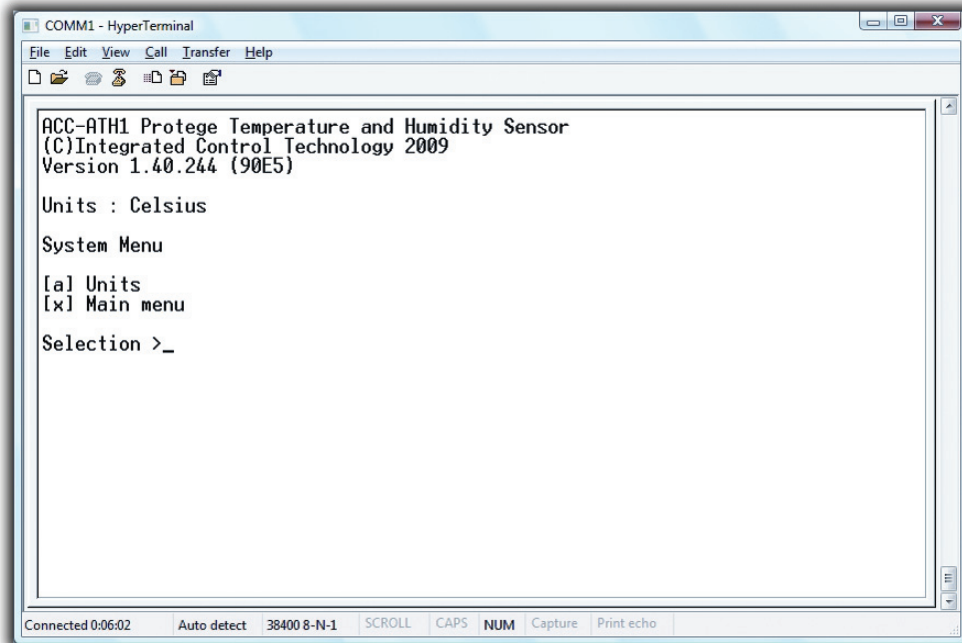 COMM1 - HyperTerminal
File Edit View Call Transfer Help
ACC-ATH1 Protege Temperature and Humidity Sensor
(C)Integrated Control Technology 2009
Version 1.40.244 (90E5)
Units : Celsius
System Menu
[a] Units
[x] Main menu
Selection >_
Connected 0:06:02 Auto detect 38400 8-N-1 SCROLL CAPS NUM Capture Print echo